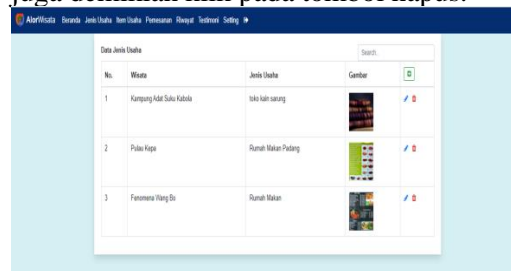 juga demikian klik pada tombol hapus.
AlorWisata Beranda Jenis Usaha Item Usaha Pemesanan Riwayat Testimoni Setting
Data Jenis Usaha Search..
No. Wisata Jenis Usaha Gambar
1 Kampung Adat Suku Kabola toko kain sarung
2 Pulau Kepa Rumah Makan Padang
3 Fenomena Wang Bo Rumah Makan